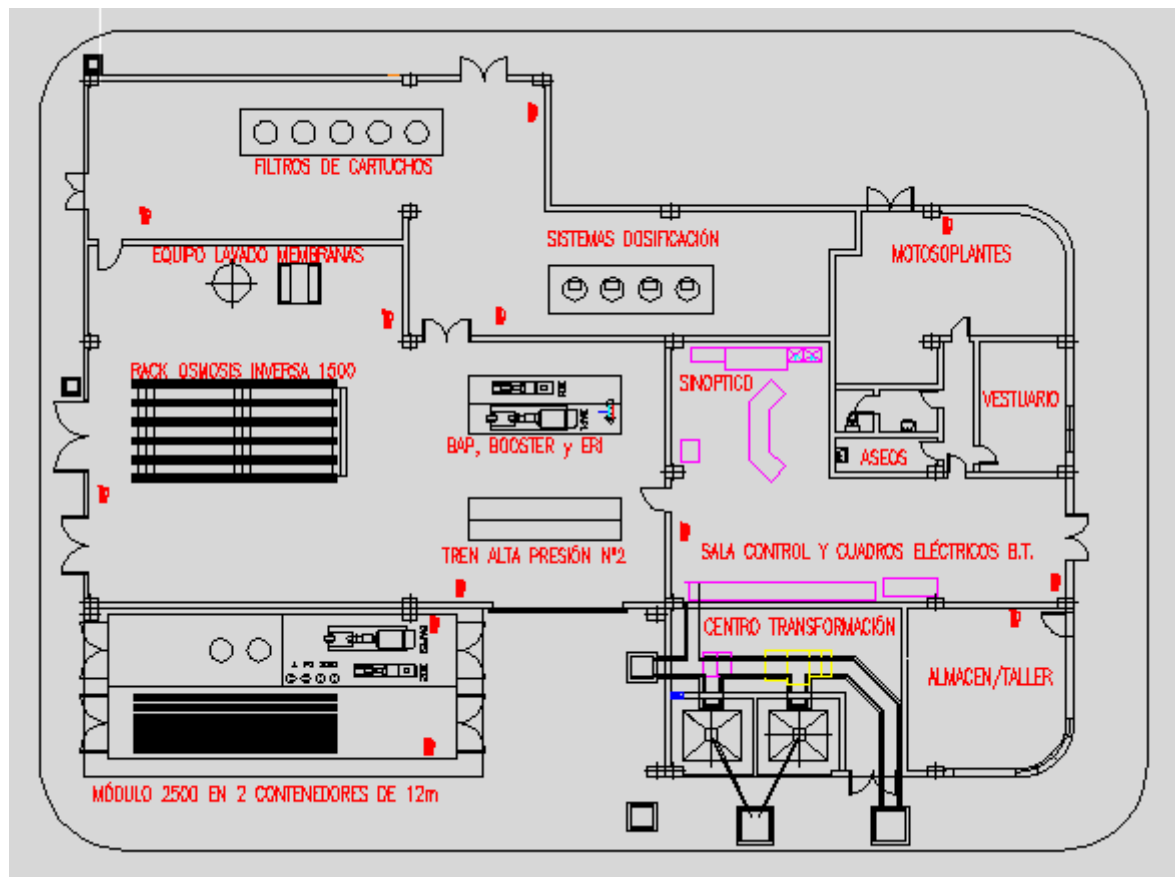 FILTROS DE CARTUCHOS
SISTEMAS DOSIFICACIÓN
MOTOSOPLANTES
EQUIPO LAVADO MEMBRANAS
RACK OSMOSIS INVERSA 1500
SINOPTICO
VESTUARIO
BAP, BOOSTER y ERI
ASEOS
TREN ALTA PRESIÓN Nº2
SALA CONTROL Y CUADROS ELÉCTRICOS B.T.
CENTRO TRANSFORMACIÓN
ALMACEN/TALLER
MÓDULO 2500 EN 2 CONTENEDORES DE 12m